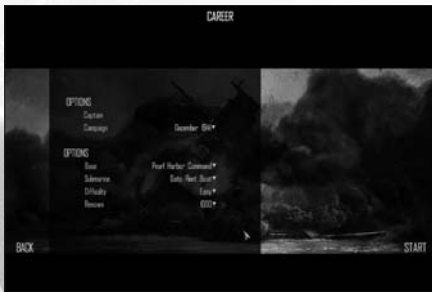 CAREER
OPTIONS
Captain
Campaign December 1941
OPTIONS
Base Pearl Harbor Command
Submarine Gato Fleet Boat
Difficulty Easy
Renown 1000
BACK START